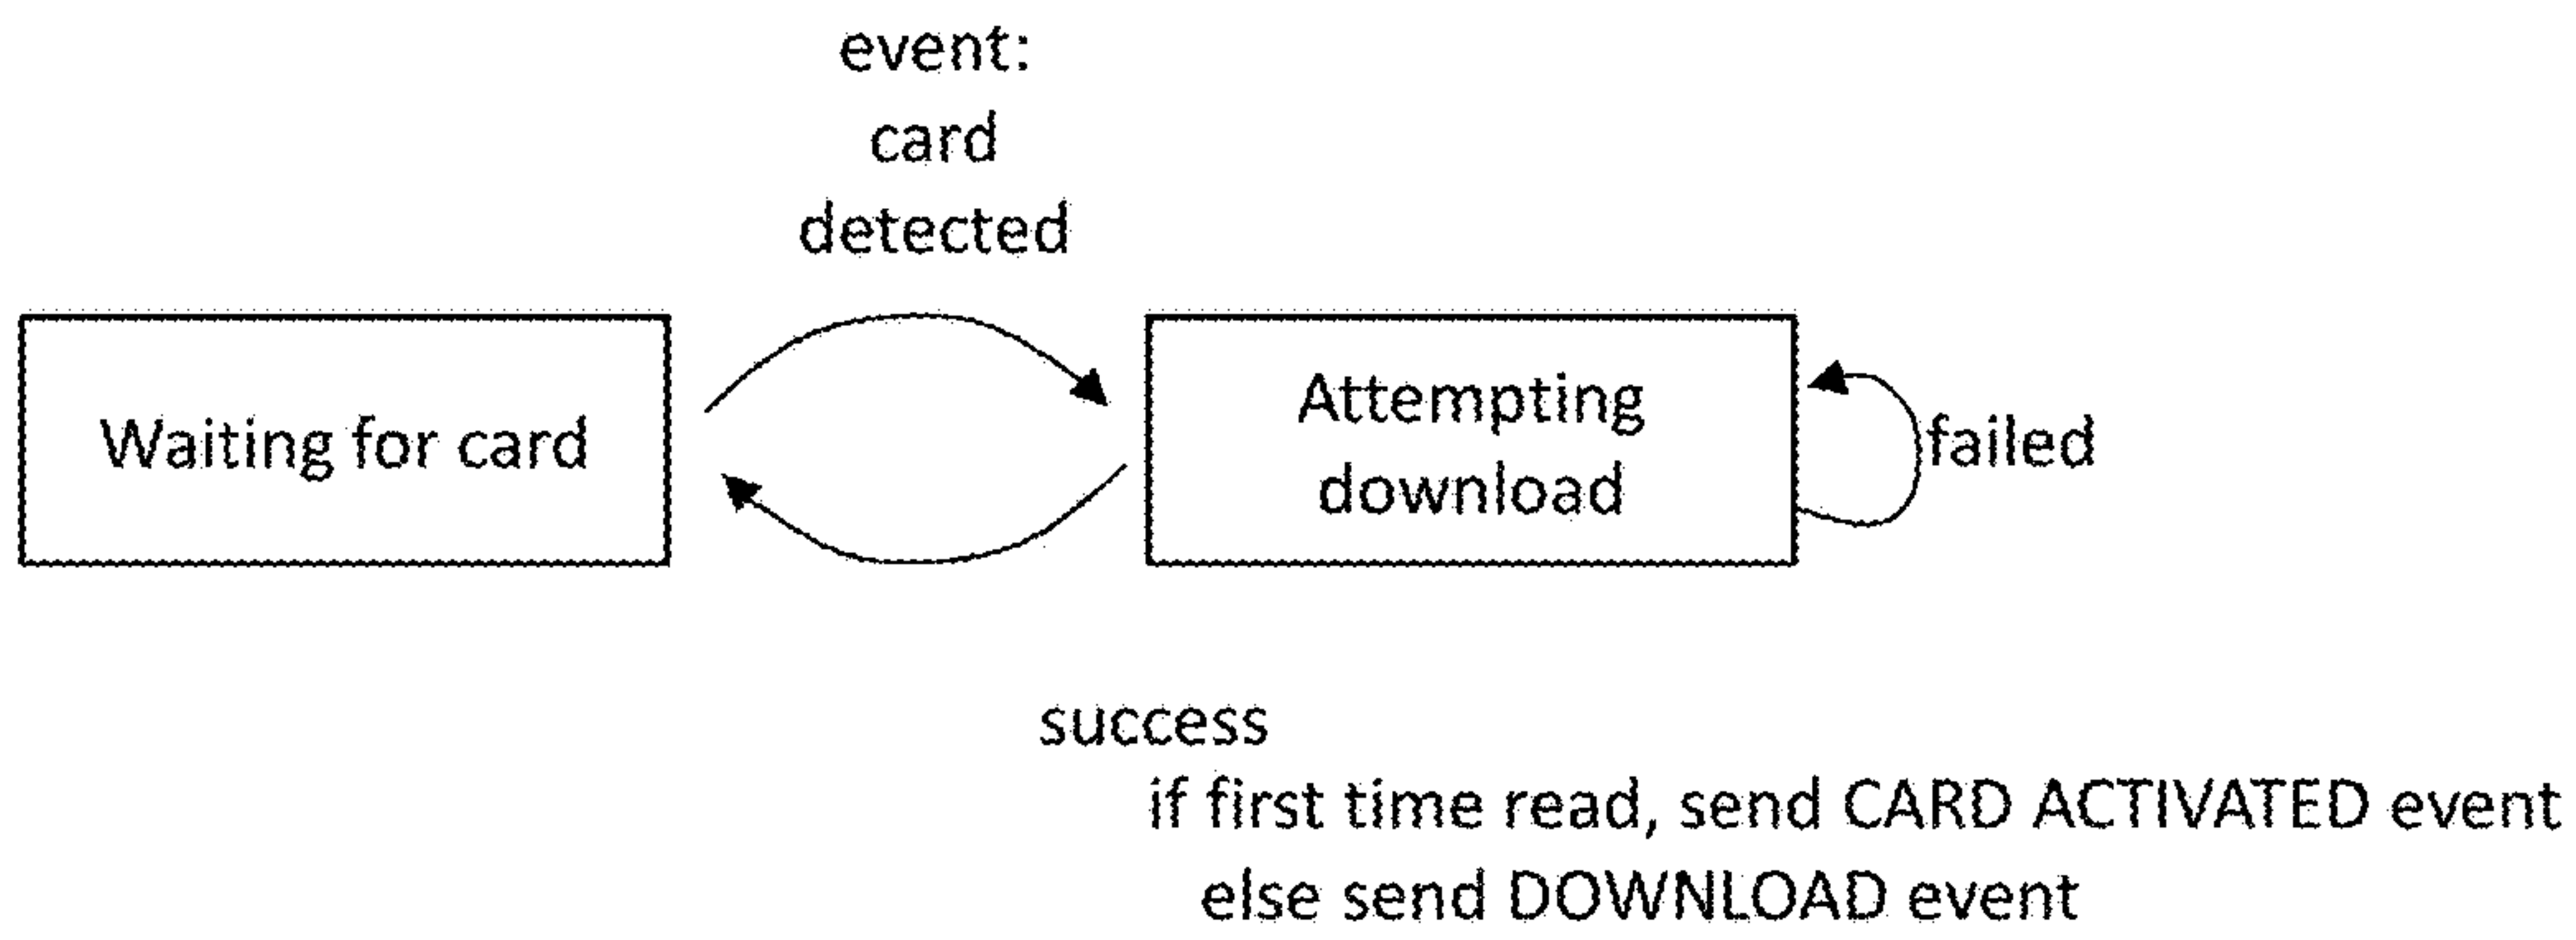 event:
card
detected
Waiting for card
Attempting
download
failed
success
if first time read, send CARD ACTIVATED event
else send DOWNLOAD event